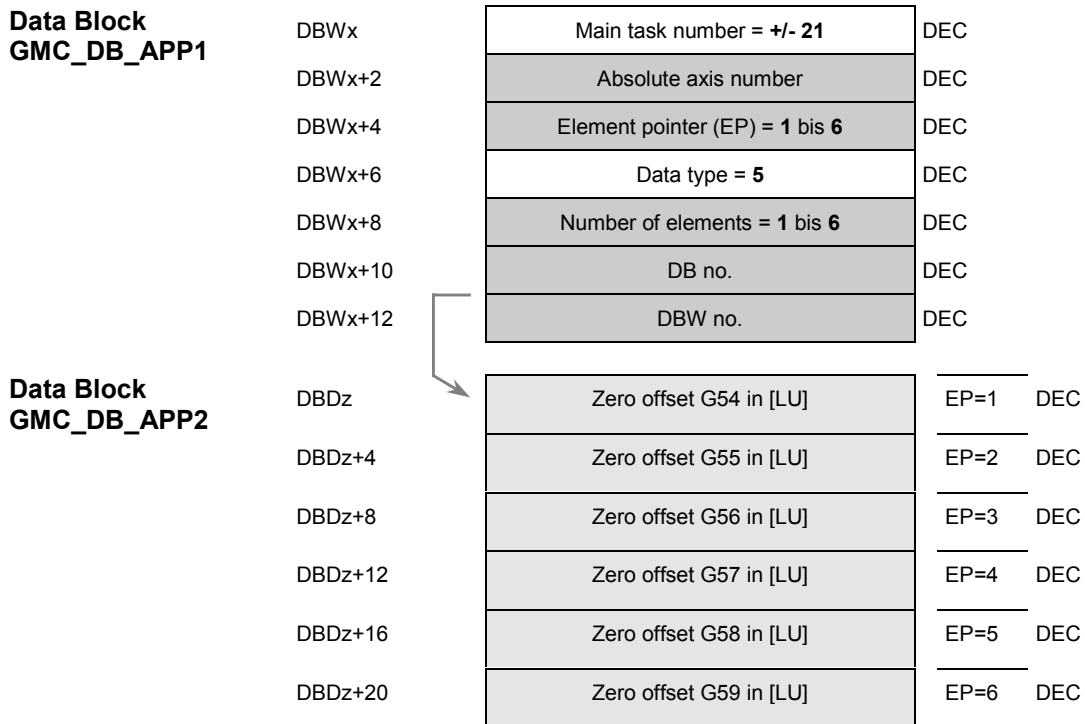 Data Block
GMC_DB_APP1
DBWx Main task number = +/- 21 DEC
DBWx+2 Absolute axis number DEC
DBWx+4 Element pointer (EP) = 1 bis 6 DEC
DBWx+6 Data type = 5 DEC
DBWx+8 Number of elements = 1 bis 6 DEC
DBWx+10 DB no. DEC
DBWx+12 DBW no. DEC
Data Block
GMC_DB_APP2
DBDz Zero offset G54 in [LU] EP=1 DEC
DBDz+4 Zero offset G55 in [LU] EP=2 DEC
DBDz+8 Zero offset G56 in [LU] EP=3 DEC
DBDz+12 Zero offset G57 in [LU] EP=4 DEC
DBDz+16 Zero offset G58 in [LU] EP=5 DEC
DBDz+20 Zero offset G59 in [LU] EP=6 DEC